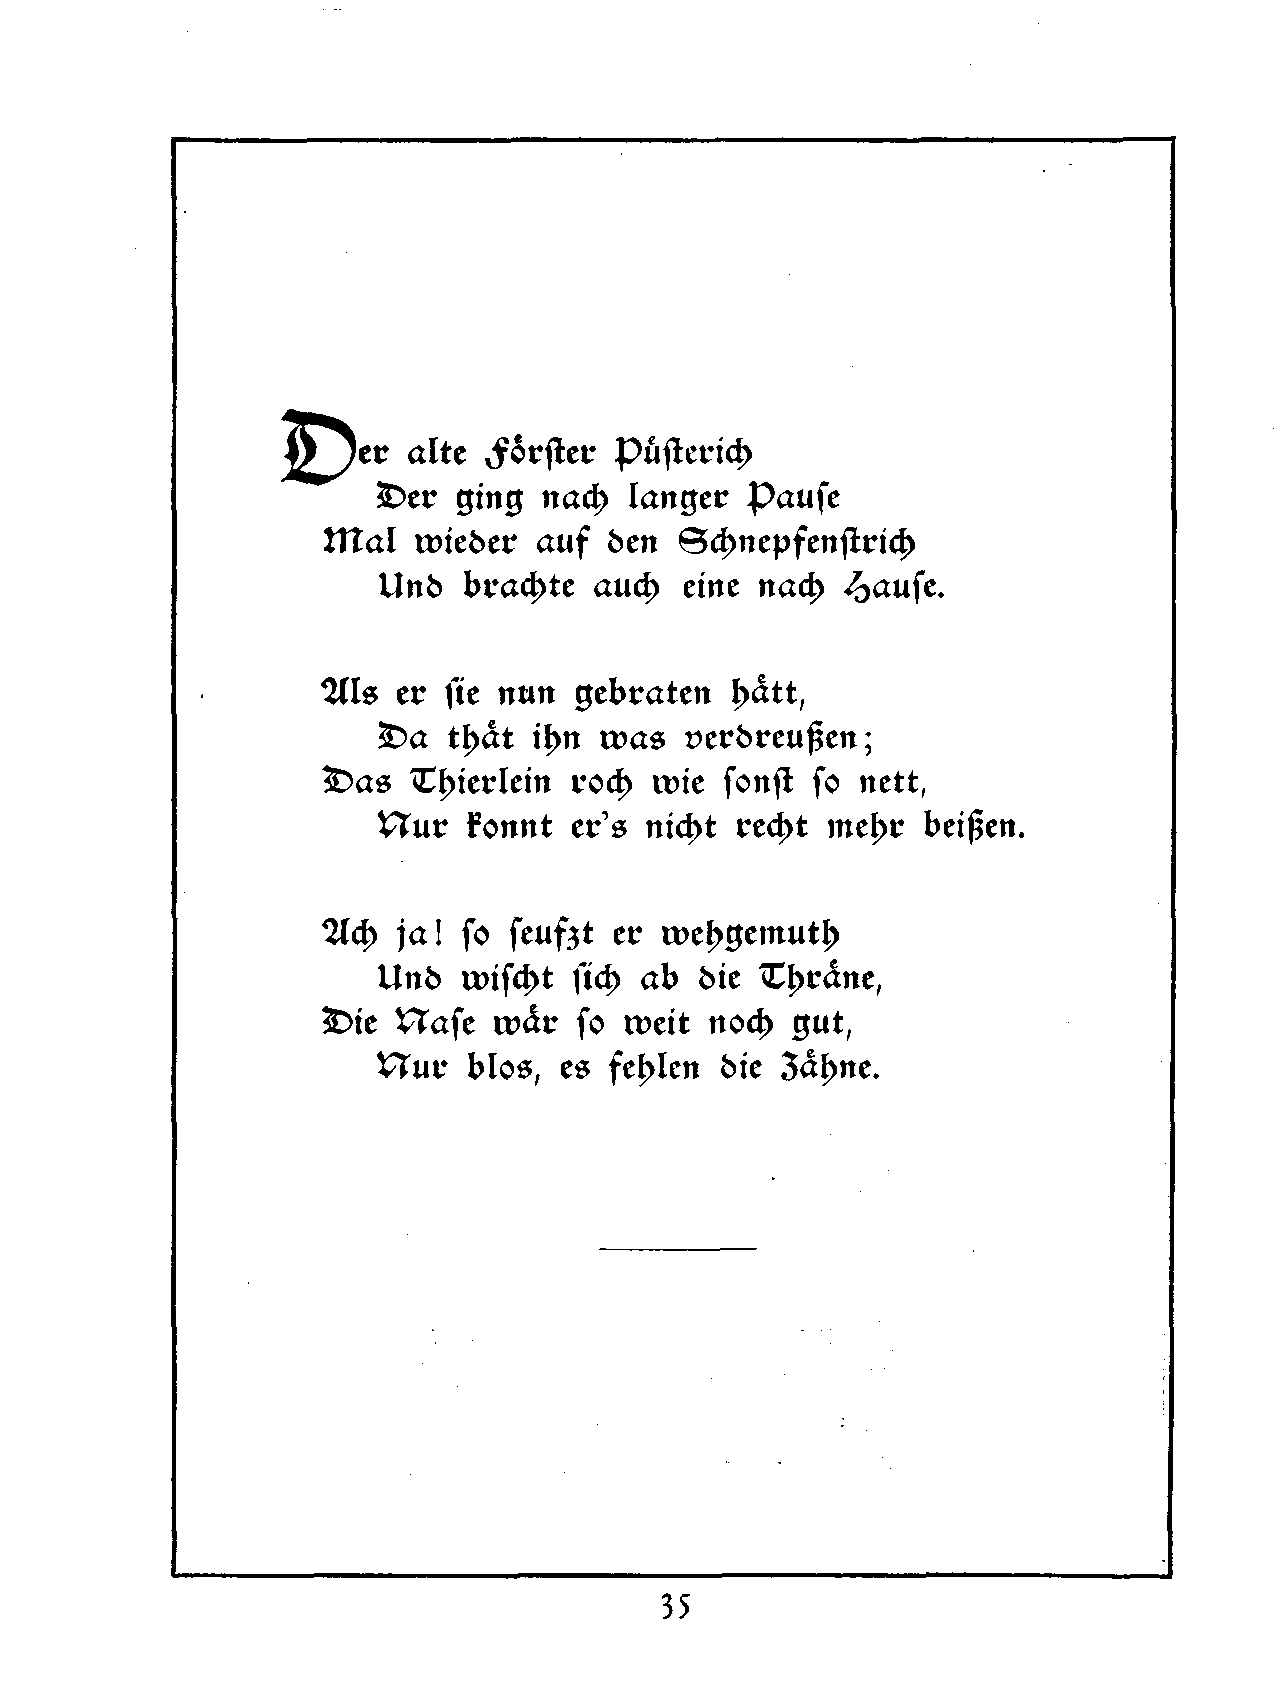 Der alte Förſter Püſterich
Der ging nach langer Pauſe
Mal wieder auf den Schnepfenſtrich
Und brachte auch eine nach Hauſe.
Als er ſie nun gebraten hätt,
Da thät ihn was verdreußen;
Das Thierlein roch wie ſonſt ſo nett,
Nur konnt er's nicht recht mehr beißen.
Ach ja! ſo ſeufzt er wehgemuth
Und wiſcht ſich ab die Thräne,
Die Naſe wär ſo weit noch gut,
Nur blos, es fehlen die Zähne.
35